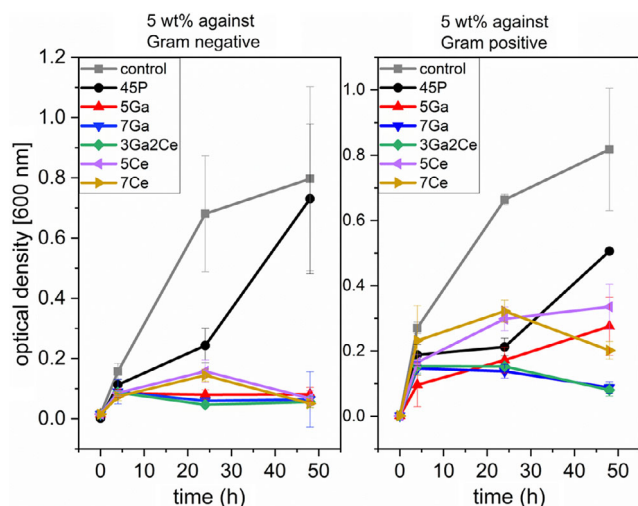 5 wt% against
Gram negative
5 wt% against
Gram positive
optical density [600 nm]
1.2
1.0
0.8
0.6
0.4
0.2
0.0
control
45P
5Ga
7Ga
3Ga2Ce
5Ce
7Ce
0 10 20 30 40 50
time (h)
1.0
0.8
0.6
0.4
0.2
0.0
control
45P
5Ga
7Ga
3Ga2Ce
5Ce
7Ce
0 10 20 30 40 50
time (h)